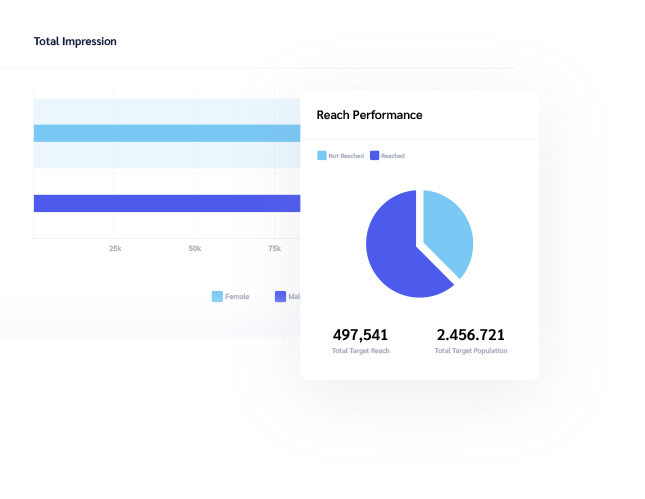 Total Impression
Reach Performance
Not Reached
Reached
25k
50k
75k
Female
497,541
2.456.721
Total Target Reach
Total Target Population